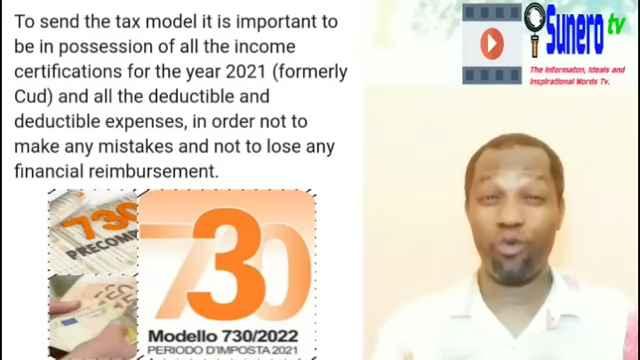 To send the tax model it is important to
be in possession of all the income
certifications for the year 2021 (formerly
Cud) and all the deductible and
deductible expenses, in order not to
make any mistakes and not to lose any
financial reimbursement.
Sunero tv
The Informaton, Ideals and
Inspirational Words Tv.
730
PRECOMP
730
Modello 730/2022
PERIODO D'IMPOSTA 2021